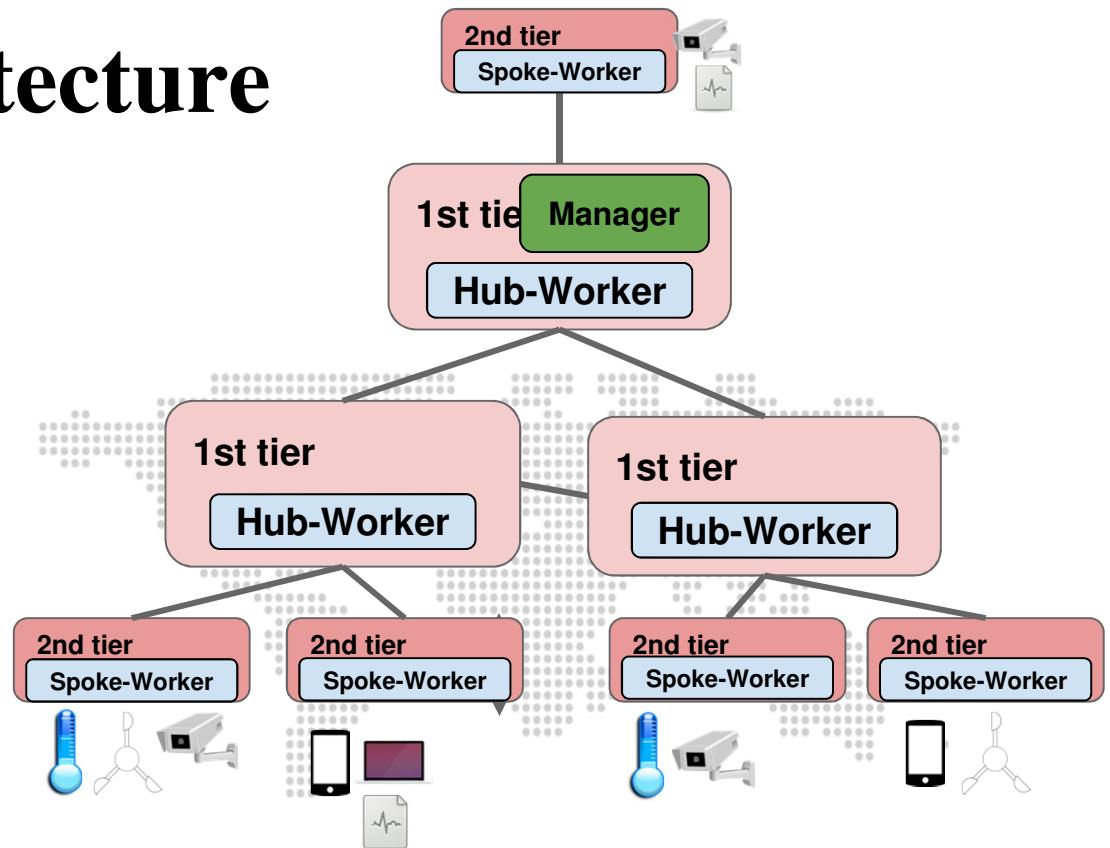 tecture
2nd tier
Spoke-Worker
1st tie
Manager
Hub-Worker
1st tier
Hub-Worker
1st tier
Hub-Worker
2nd tier
Spoke-Worker
2nd tier
Spoke-Worker
2nd tier
Spoke-Worker
2nd tier
Spoke-Worker